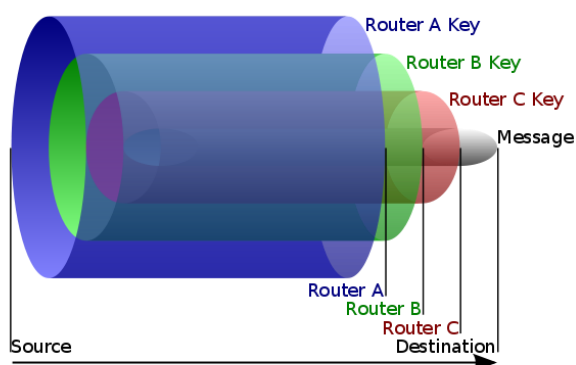 Router A Key
Router B Key
Router C Key
Message
Router A
Router B
Router C
Source
Destination